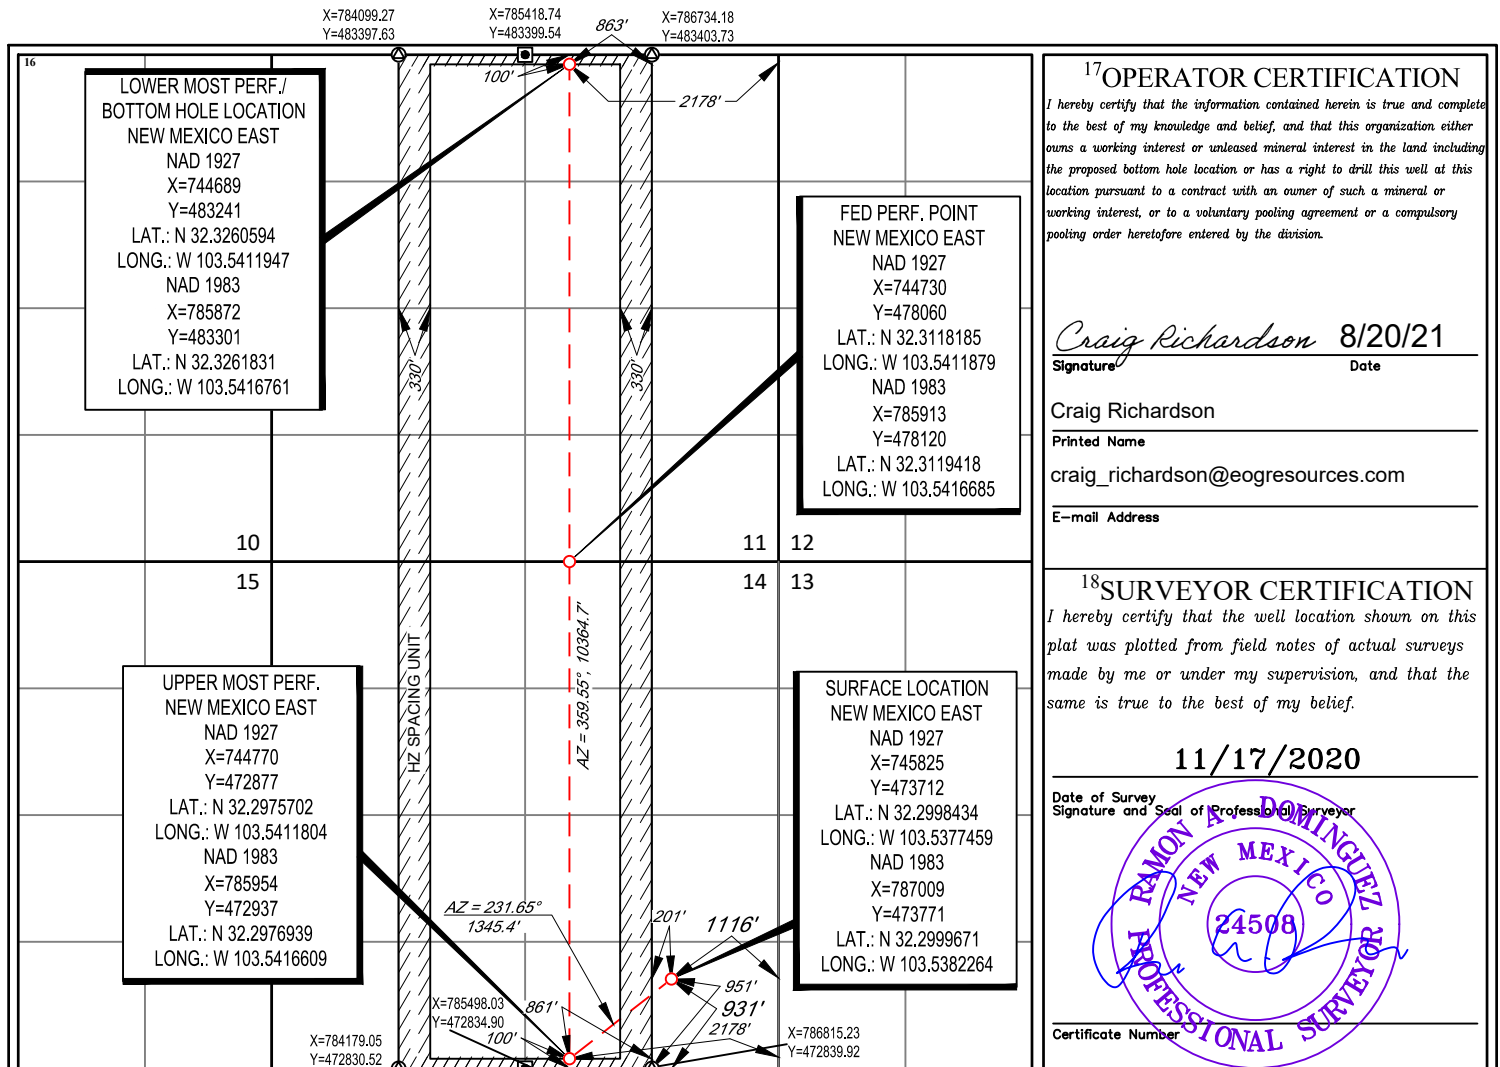 X=784099.27
Y=483397.63
X=785418.74
Y=483399.54
863'
X=786734.18
Y=483403.73
16
100'
2178'
LOWER MOST PERF./
BOTTOM HOLE LOCATION
NEW MEXICO EAST
NAD 1927
X=744689
Y=483241
LAT.: N 32.3260594
LONG.: W 103.5411947
NAD 1983
X=785872
Y=483301
LAT.: N 32.3261831
LONG.: W 103.5416761
330'
330'
FED PERF. POINT
NEW MEXICO EAST
NAD 1927
X=744730
Y=478060
LAT.: N 32.3118185
LONG.: W 103.5411879
NAD 1983
X=785913
Y=478120
LAT.: N 32.3119418
LONG.: W 103.5416685
10
11 12
15
14 13
HZ SPACING UNIT
AZ = 359.55°, 10364.7'
UPPER MOST PERF.
NEW MEXICO EAST
NAD 1927
X=744770
Y=472877
LAT.: N 32.2975702
LONG.: W 103.5411804
NAD 1983
X=785954
Y=472937
LAT.: N 32.2976939
LONG.: W 103.5416609
SURFACE LOCATION
NEW MEXICO EAST
NAD 1927
X=745825
Y=473712
LAT.: N 32.2998434
LONG.: W 103.5377459
NAD 1983
X=787009
Y=473771
LAT.: N 32.2999671
LONG.: W 103.5382264
AZ = 231.65°
1345.4'
201'
1116'
951'
931'
2178'
X=785498.03
Y=472834.90
861'
100'
X=784179.05
Y=472830.52
X=786815.23
Y=472839.92
17OPERATOR CERTIFICATION
I hereby certify that the information contained herein is true and complete
to the best of my knowledge and belief, and that this organization either
owns a working interest or unleased mineral interest in the land including
the proposed bottom hole location or has a right to drill this well at this
location pursuant to a contract with an owner of such a mineral or
working interest, or to a voluntary pooling agreement or a compulsory
pooling order heretofore entered by the division.
Craig Richardson 8/20/21
Signature Date
Craig Richardson
Printed Name
craig_richardson@eogresources.com
E-mail Address
18SURVEYOR CERTIFICATION
I hereby certify that the well location shown on this
plat was plotted from field notes of actual surveys
made by me or under my supervision, and that the
same is true to the best of my belief.
11/17/2020
Date of Survey
Signature and Seal of Professional Surveyor
RAMON A. DOMINGUEZ
NEW MEXICO
24508
PROFESSIONAL SURVEYOR
Certificate Number